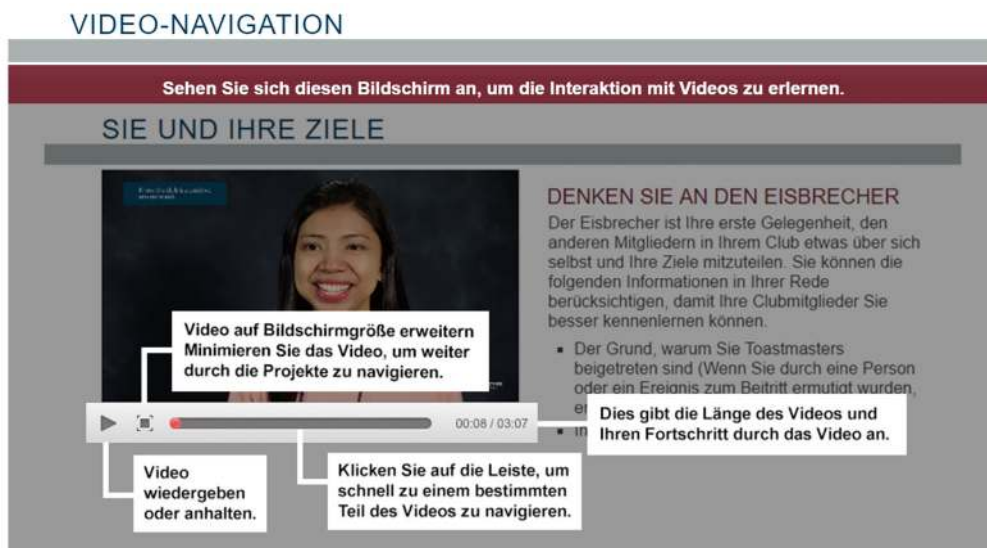 VIDEO-NAVIGATION
Sehen Sie sich diesen Bildschirm an, um die Interaktion mit Videos zu erlernen.
SIE UND IHRE ZIELE
DENKEN SIE AN DEN EISBRECHER
Der Eisbrecher ist Ihre erste Gelegenheit, den
anderen Mitgliedern in Ihrem Club etwas über sich
selbst und Ihre Ziele mitzuteilen. Sie können die
folgenden Informationen in Ihrer Rede
berücksichtigen, damit Ihre Clubmitglieder Sie
besser kennenlernen können.
▪ Der Grund, warum Sie Toastmasters
beigetreten sind (Wenn Sie durch eine Person
oder ein Ereignis zum Beitritt ermutigt wurden,
Video auf Bildschirmgröße erweitern
Minimieren Sie das Video, um weiter
durch die Projekte zu navigieren.
00:08 / 03:07
Dies gibt die Länge des Videos und
Ihren Fortschritt durch das Video an.
Video
wiedergeben
oder anhalten.
Klicken Sie auf die Leiste, um
schnell zu einem bestimmten
Teil des Videos zu navigieren.